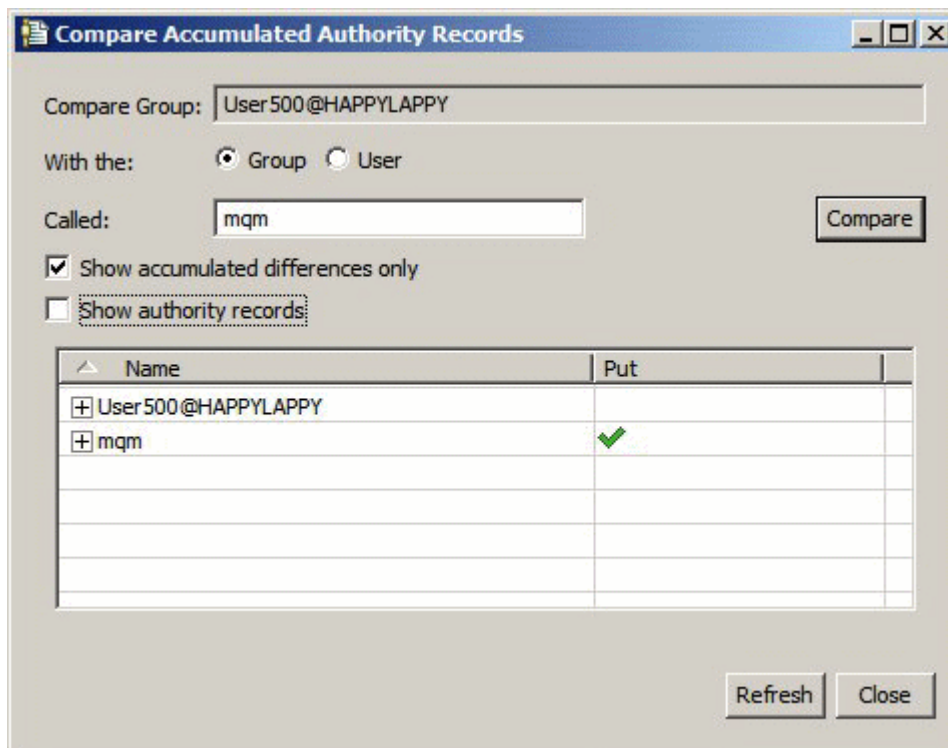 Compare Accumulated Authority Records
Compare Group: User500@HAPPYLAPPY
With the: Group User
Called: mqm Compare
Show accumulated differences only
Show authority records
Name Put
User500@HAPPYLAPPY
mqm
Refresh Close